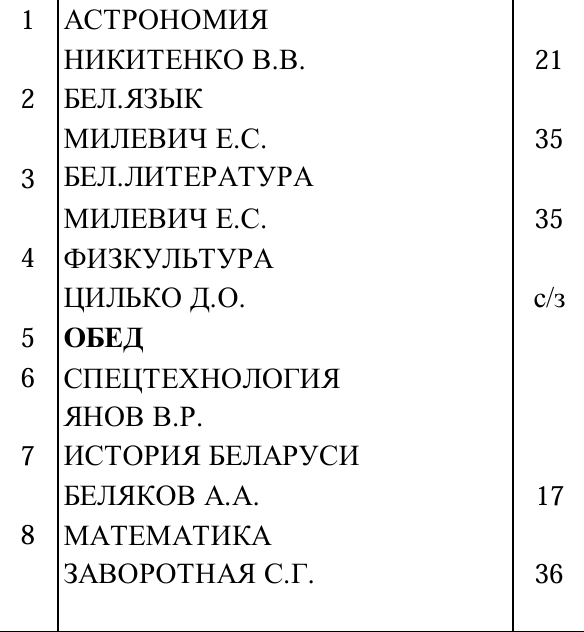 1 АСТРОНОМИЯ
НИКИТЕНКО В.В. 21
2 БЕЛ.ЯЗЫК
МИЛЕВИЧ Е.С. 35
3 БЕЛ.ЛИТЕРАТУРА
МИЛЕВИЧ Е.С. 35
4 ФИЗКУЛЬТУРА
ЦИЛЬКО Д.О. с/з
5 ОБЕД
6 СПЕЦТЕХНОЛОГИЯ
ЯНОВ В.Р.
7 ИСТОРИЯ БЕЛАРУСИ
БЕЛЯКОВ А.А. 17
8 МАТЕМАТИКА
ЗАВОРОТНАЯ С.Г. 36